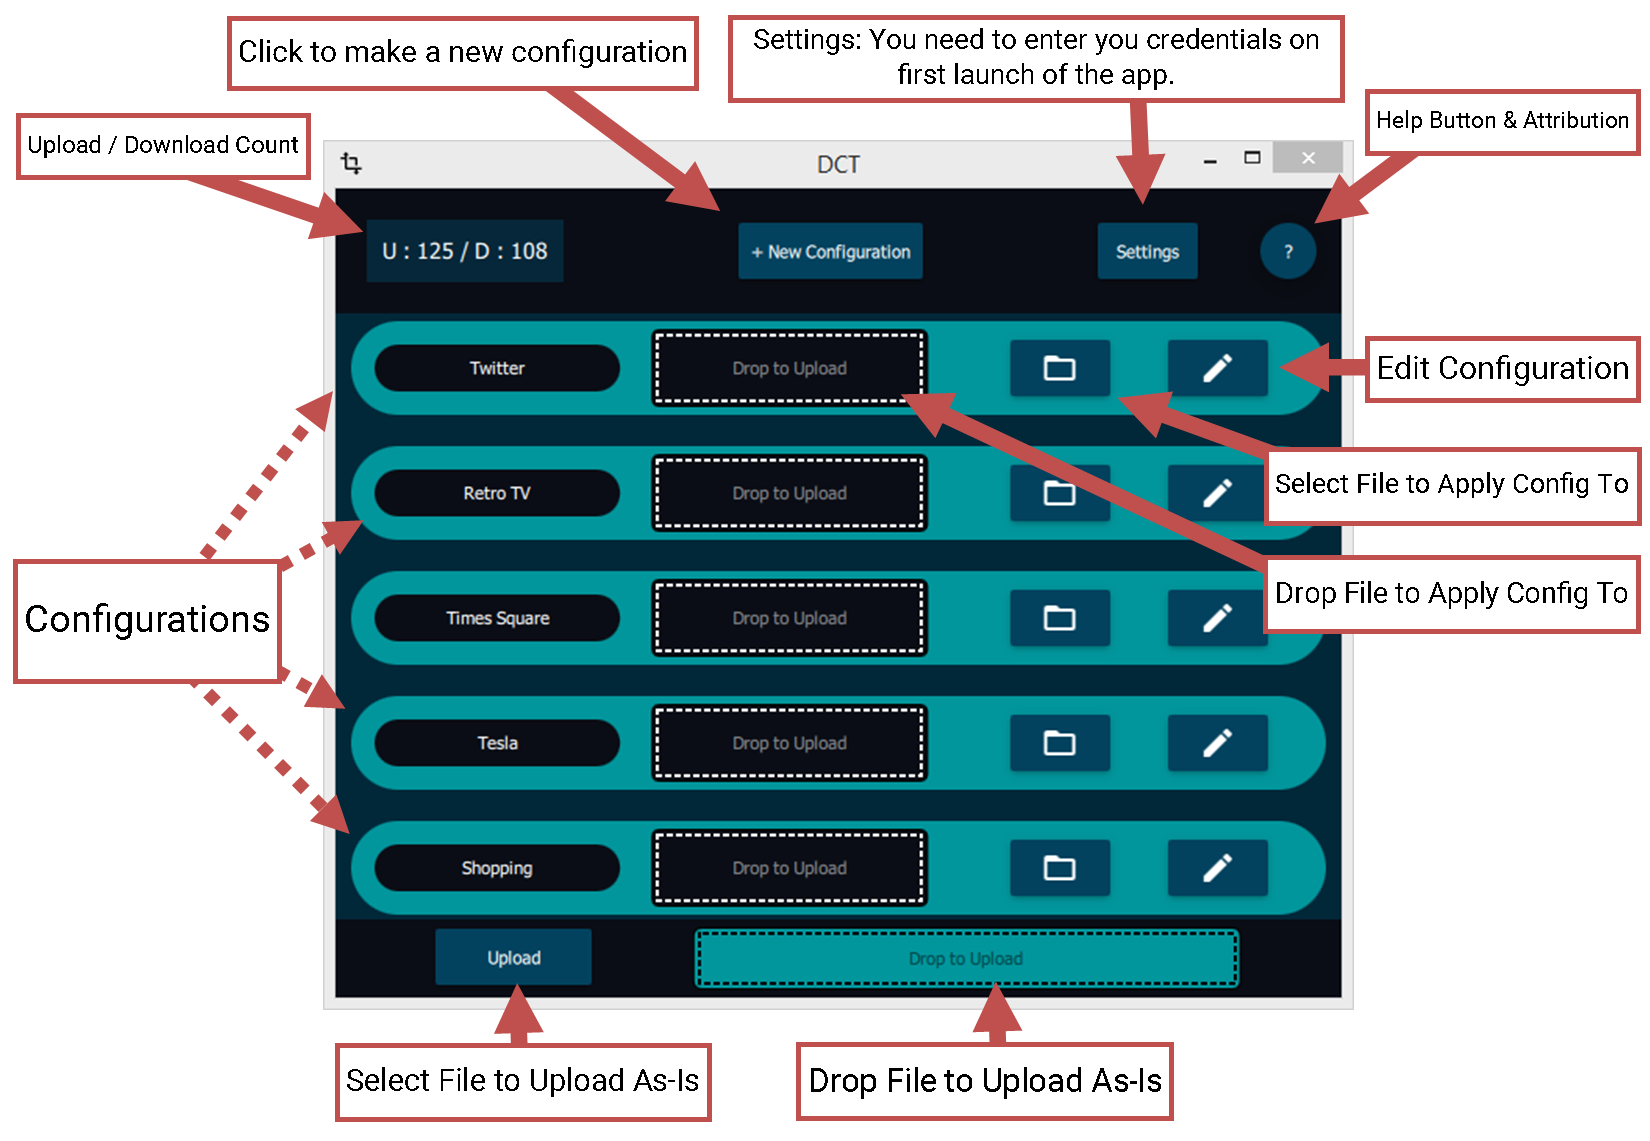 Click to make a new configuration
Settings: You need to enter you credentials on
first launch of the app.
Help Button & Attribution
Upload / Download Count
DCT
U : 125 / D : 108
+ New Configuration
Settings
?
Twitter
Drop to Upload
Edit Configuration
Select File to Apply Config To
Retro TV
Drop to Upload
Drop File to Apply Config To
Configurations
Times Square
Drop to Upload
Tesla
Drop to Upload
Shopping
Drop to Upload
Upload
Drop to Upload
Select File to Upload As-Is
Drop File to Upload As-Is